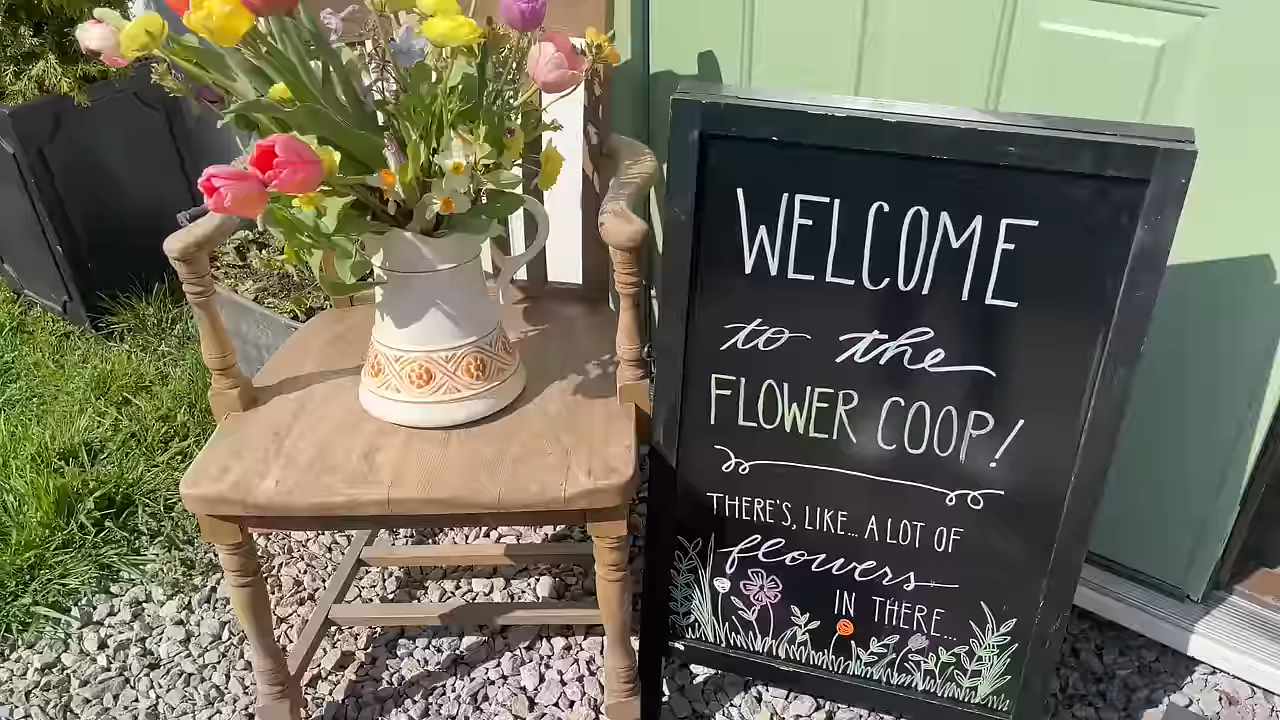 WELCOME
to the
FLOWER COOP!
THERE'S, LIKE... A LOT OF
flowers
IN THERE...